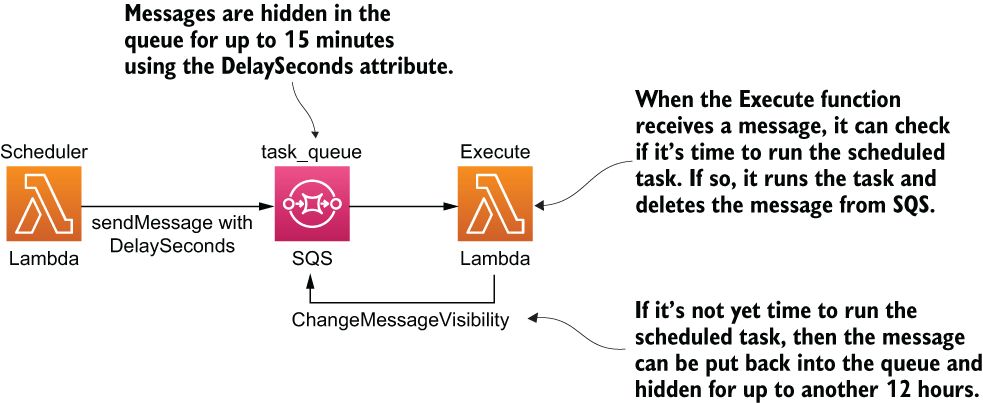 Messages are hidden in the
queue for up to 15 minutes
using the DelaySeconds attribute.
When the Execute function
receives a message, it can check
if it’s time to run the scheduled
task. If so, it runs the task and
deletes the message from SQS.
Scheduler
task_queue
Execute
sendMessage with
DelaySeconds
Lambda
SQS
Lambda
ChangeMessageVisibility
If it’s not yet time to run the
scheduled task, then the message
can be put back into the queue and
hidden for up to another 12 hours.